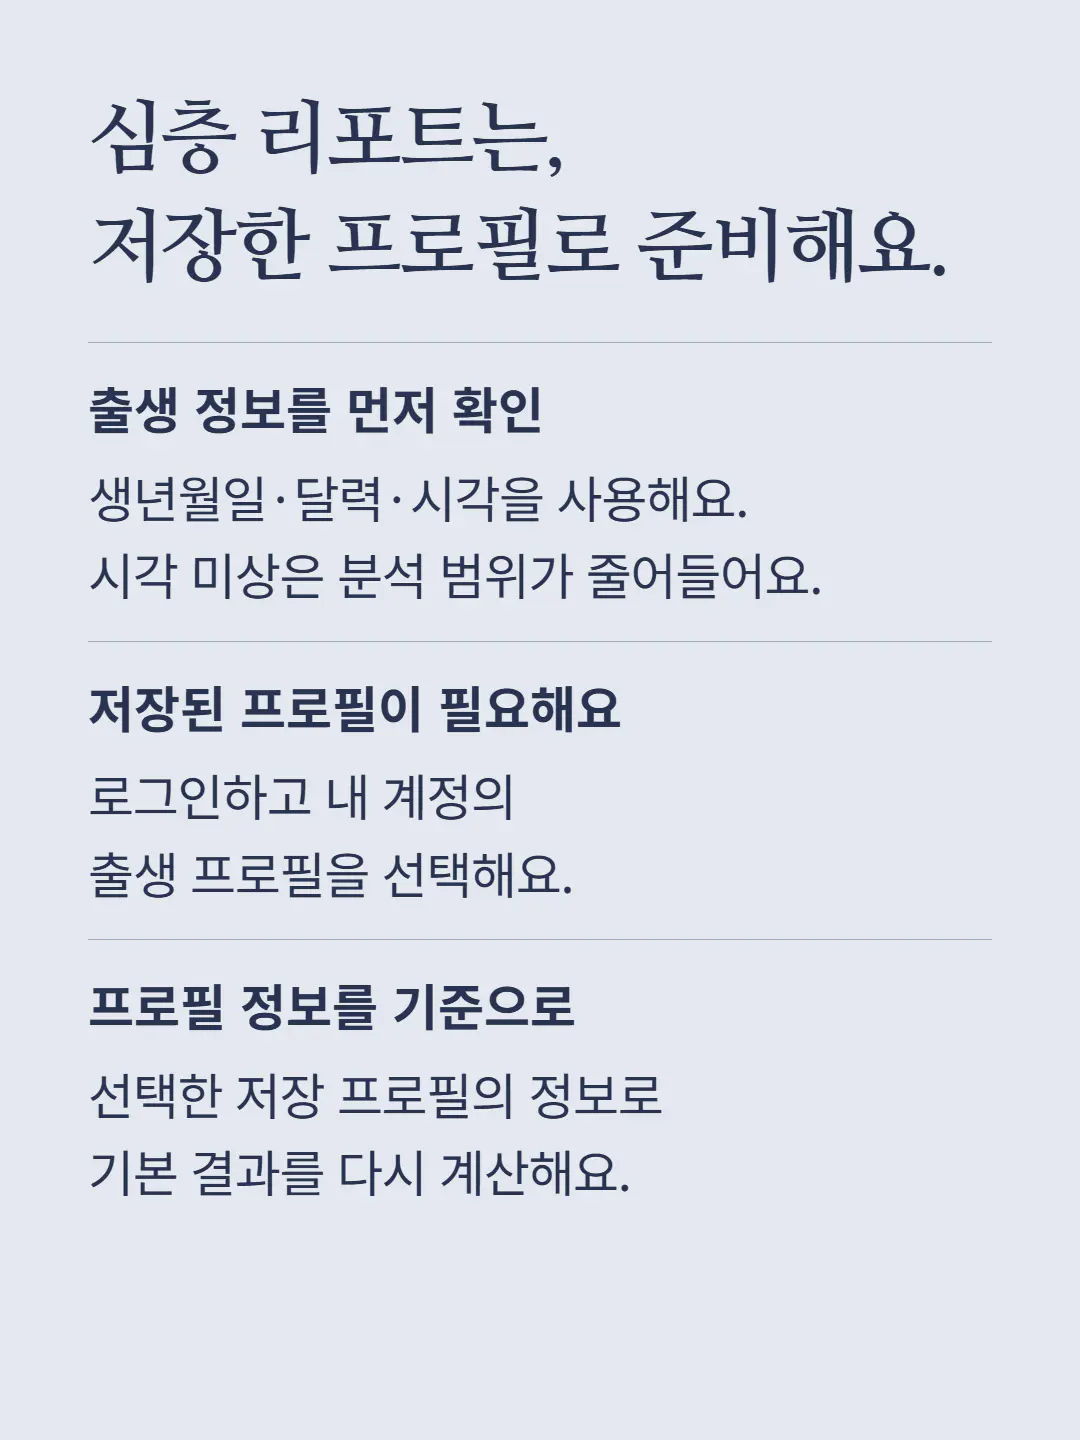 심층 리포트는,
저장한 프로필로 준비해요.
출생 정보를 먼저 확인
생년월일·달력·시각을 사용해요.
시각 미상은 분석 범위가 줄어들어요.
저장된 프로필이 필요해요
로그인하고 내 계정의
출생 프로필을 선택해요.
프로필 정보를 기준으로
선택한 저장 프로필의 정보로
기본 결과를 다시 계산해요.